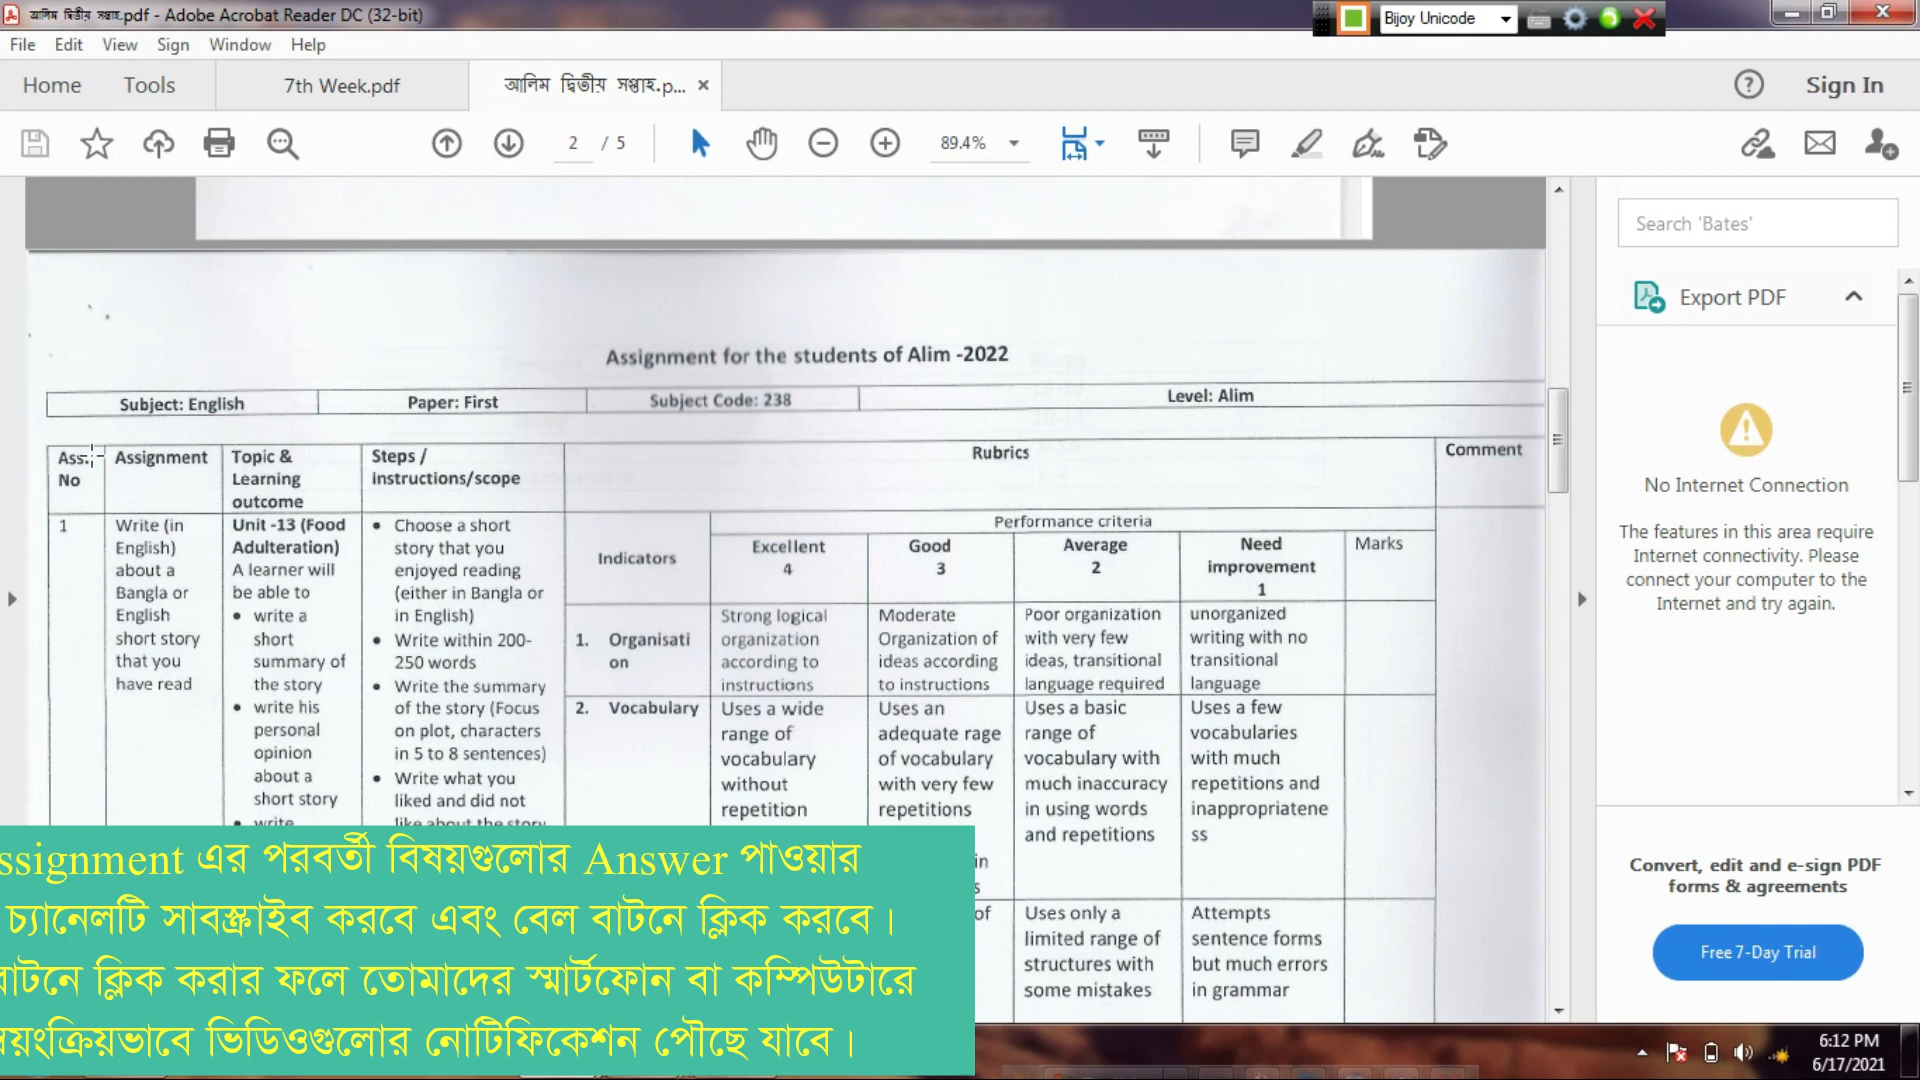 আলিম দ্বিতীয় সপ্তাহ.pdf - Adobe Acrobat Reader DC (32-bit)
Bijoy Unicode
File Edit View Sign Window Help
Home Tools 7th Week.pdf আলিম দ্বিতীয় সপ্তাহ.p... × Sign In
2 / 5 89.4%
Search 'Bates'
Export PDF
No Internet Connection
The features in this area require
Internet connectivity. Please
connect your computer to the
Internet and try again.
Convert, edit and e-sign PDF
forms & agreements
Free 7-Day Trial
Assignment for the students of Alim -2022
Subject: English Paper: First Subject Code: 238 Level: Alim
Ass. No
Assignment
Topic &
Learning
outcome
Steps /
instructions/scope
Rubrics
Comment
1
Write (in
English)
about a
Bangla or
English
short story
that you
have read
Unit -13 (Food
Adulteration)
A learner will
be able to
• write a
short
summary of
the story
• write his
personal
opinion
about a
short story
• write
• Choose a short
story that you
enjoyed reading
(either in Bangla or
in English)
• Write within 200-
250 words
• Write the summary
of the story (Focus
on plot, characters
in 5 to 8 sentences)
• Write what you
liked and did not
like about the story
Performance criteria
Indicators
Excellent
4
Good
3
Average
2
Need
improvement
1
Marks
1. Organisati
on
Strong logical
organization
according to
instructions
Moderate
Organization of
ideas according
to instructions
Poor organization
with very few
ideas, transitional
language required
unorganized
writing with no
transitional
language
2. Vocabulary
Uses a wide
range of
vocabulary
without
repetition
Uses an
adequate rage
of vocabulary
with very few
repetitions
in
s
Uses a basic
range of
vocabulary with
much inaccuracy
in using words
and repetitions
Uses a few
vocabularies
with much
repetitions and
inappropriatene
ss
of
Uses only a
limited range of
structures with
some mistakes
Attempts
sentence forms
but much errors
in grammar
ssignment এর পরবর্তী বিষয়গুলোর Answer পাওয়ার
চ্যানেলটি সাবস্ক্রাইব করবে এবং বেল বাটনে ক্লিক করবে।
বাটনে ক্লিক করার ফলে তোমাদের স্মার্টফোন বা কম্পিউটারে
য়ংক্রিয়ভাবে ভিডিওগুলোর নোটিফিকেশন পৌছে যাবে।
6:12 PM
6/17/2021